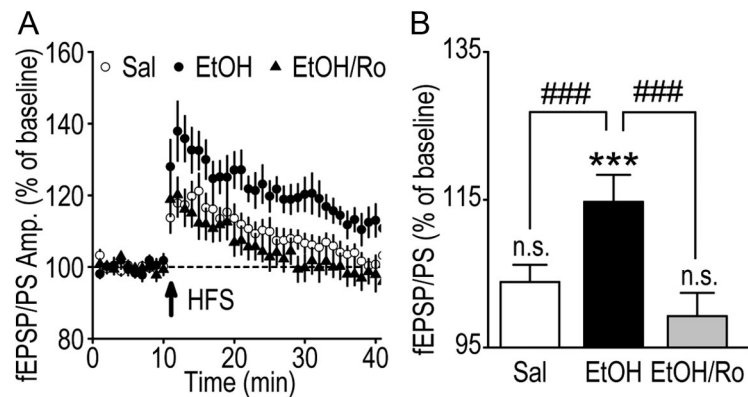 A
fEPSP/PS Amp. (% of baseline)
160
140
120
100
80
○ Sal ● EtOH ▲ EtOH/Ro
HFS
0 10 20 30 40
Time (min)
B
fEPSP/PS (% of baseline)
135
115
95
### ###
***
n.s.
n.s.
Sal EtOH EtOH/Ro